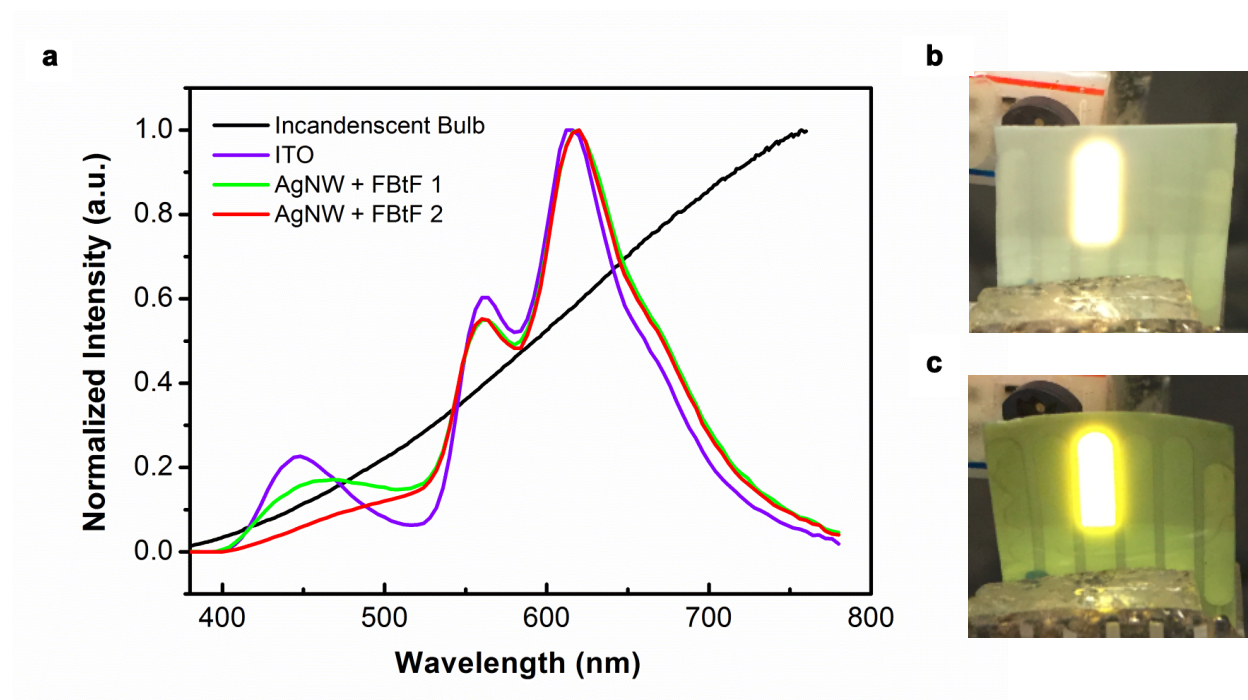 a
b
Incandenscent Bulb
ITO
AgNW + FBtF 1
AgNW + FBtF 2
1.0
0.8
0.6
0.4
0.2
0.0
Normalized Intensity (a.u.)
400 500 600 700 800
Wavelength (nm)
c